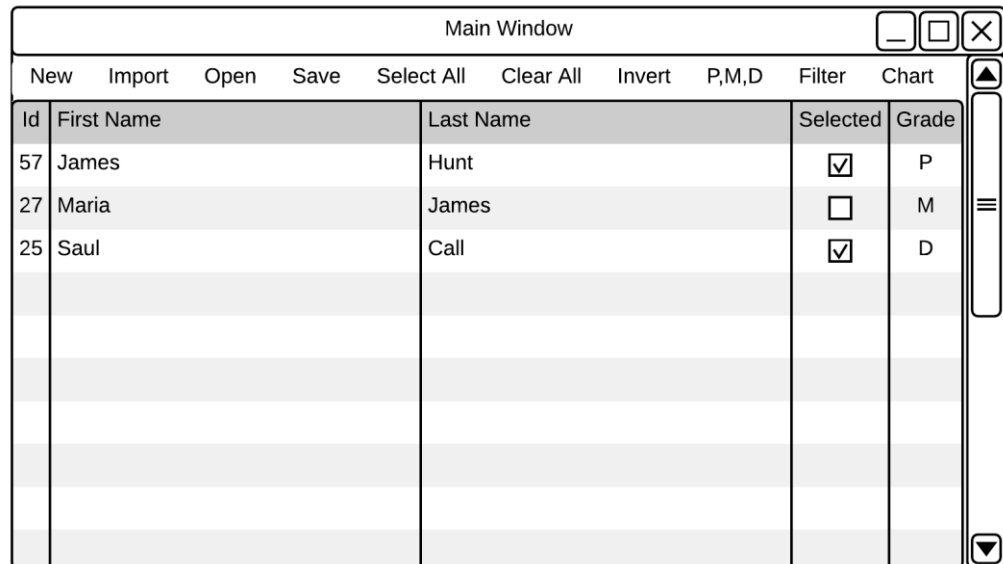 Main Window
New Import Open Save Select All Clear All Invert P,M,D Filter Chart
Id First Name Last Name Selected Grade
57 James Hunt P
27 Maria James M
25 Saul Call D